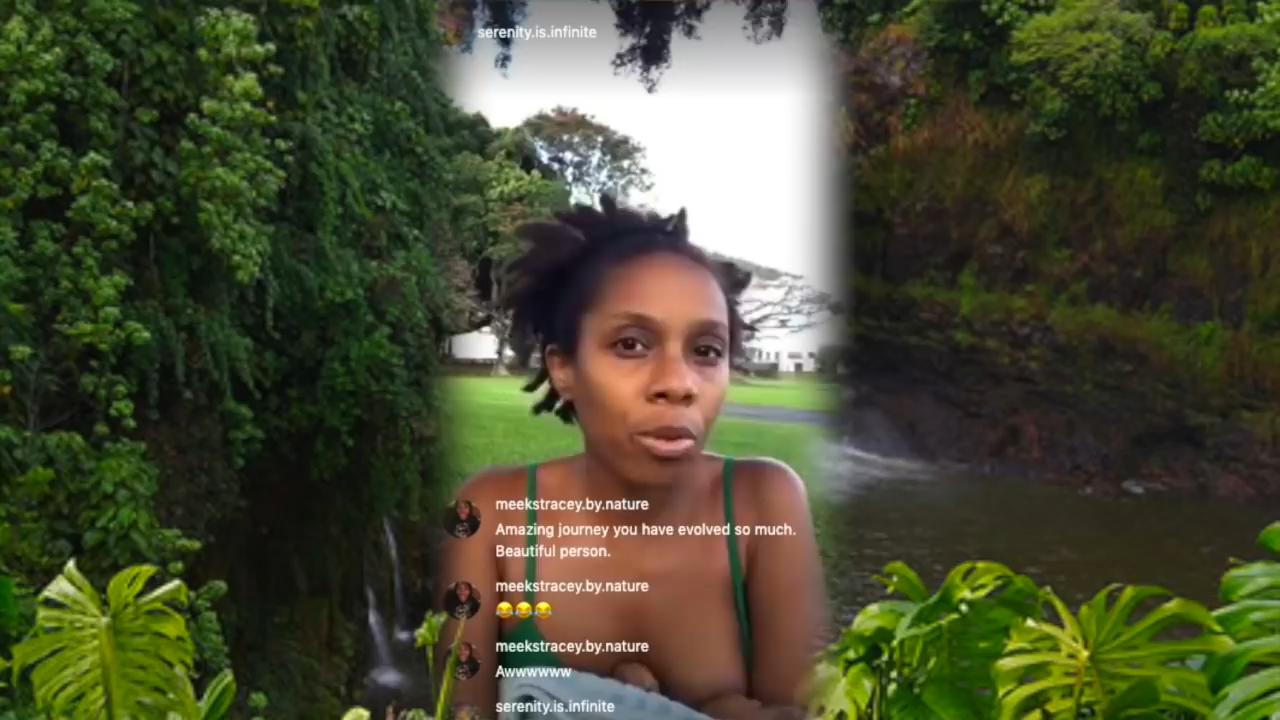 serenity.is.infinite
meekstracey.by.nature
Amazing journey you have evolved so much.
Beautiful person.
meekstracey.by.nature
😂😂😂
meekstracey.by.nature
Awwwwww
serenity.is.infinite